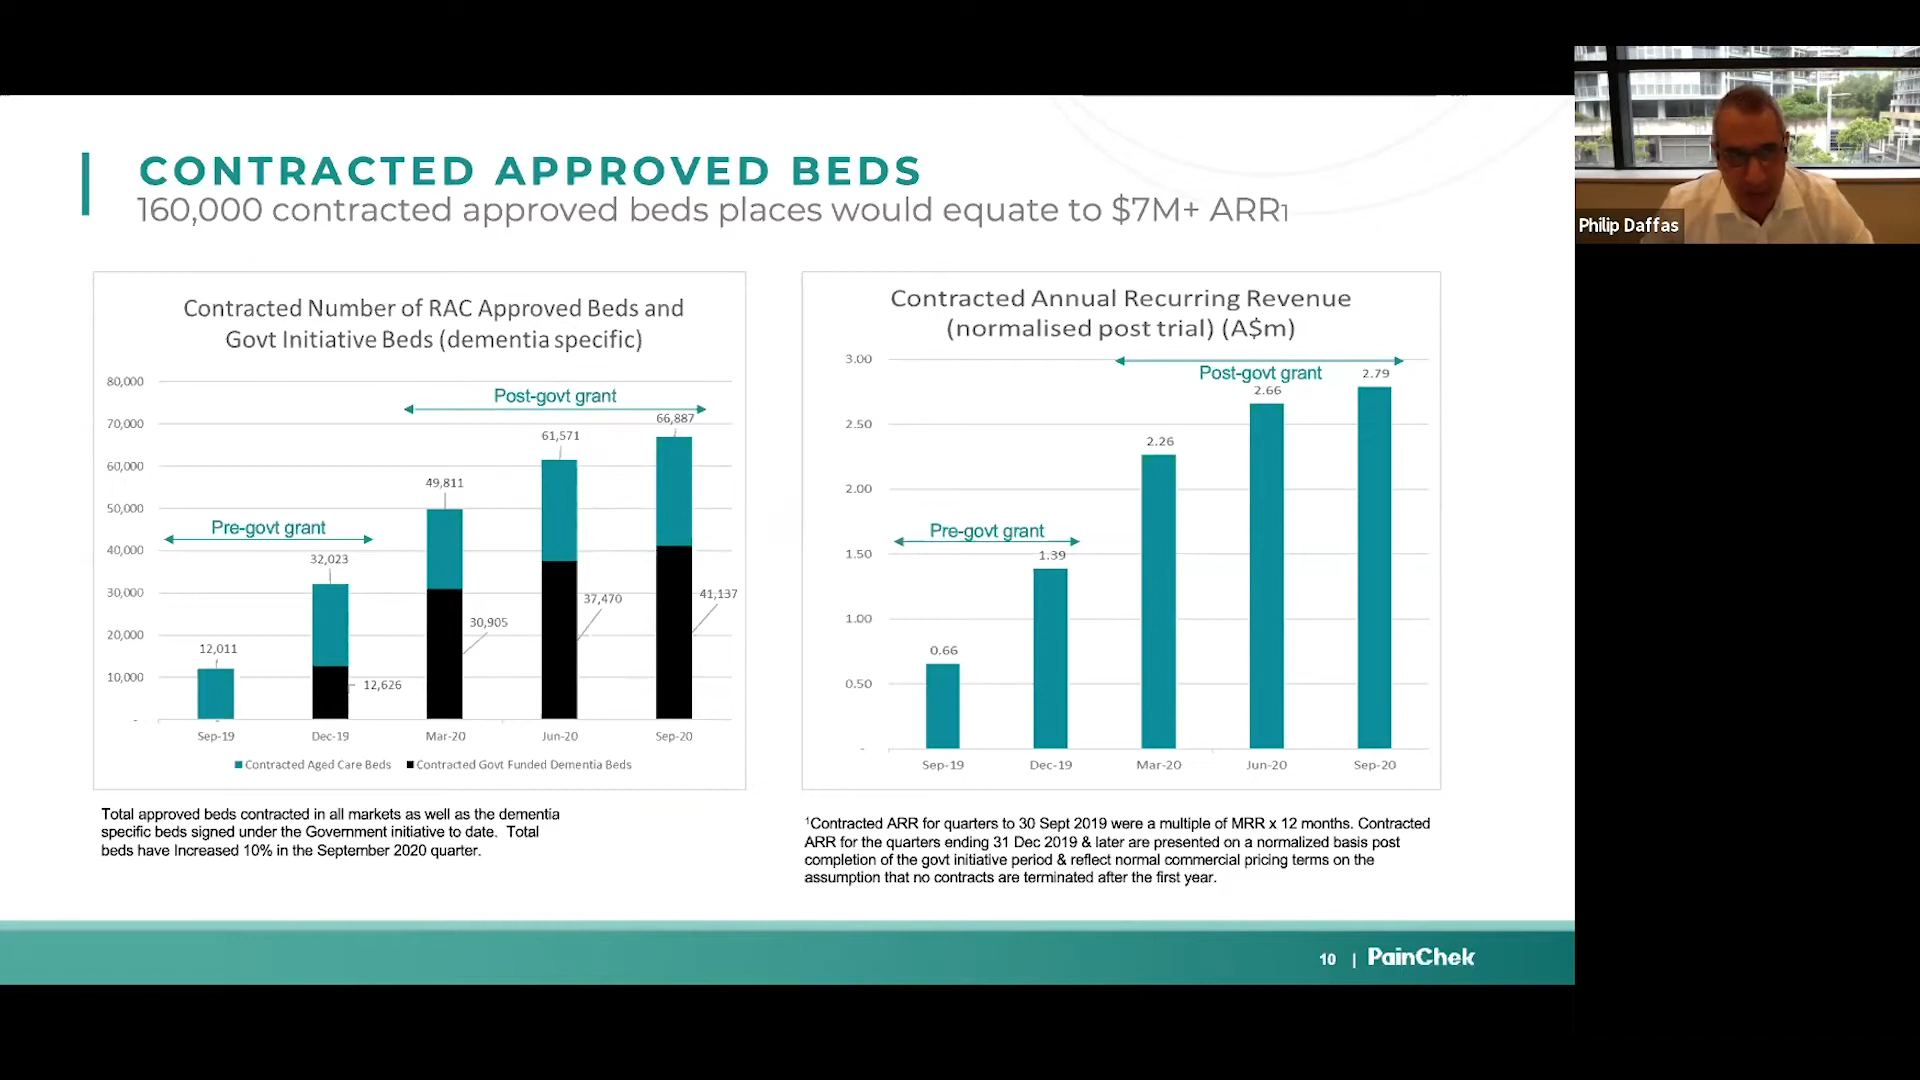 CONTRACTED APPROVED BEDS
160,000 contracted approved beds places would equate to $7M+ ARR1
Philip Daffas
Contracted Number of RAC Approved Beds and
Govt Initiative Beds (dementia specific)
80,000
70,000
60,000
50,000
40,000
30,000
20,000
10,000
-
Pre-govt grant
Post-govt grant
12,011
-
32,023
12,626
49,811
30,905
61,571
37,470
66,887
41,137
Sep-19 Dec-19 Mar-20 Jun-20 Sep-20
Contracted Aged Care Beds Contracted Govt Funded Dementia Beds
Total approved beds contracted in all markets as well as the dementia
specific beds signed under the Government initiative to date. Total
beds have Increased 10% in the September 2020 quarter.
Contracted Annual Recurring Revenue
(normalised post trial) (A$m)
3.00
2.50
2.00
1.50
1.00
0.50
-
Pre-govt grant
Post-govt grant
0.66
1.39
2.26
2.66
2.79
Sep-19 Dec-19 Mar-20 Jun-20 Sep-20
¹Contracted ARR for quarters to 30 Sept 2019 were a multiple of MRR x 12 months. Contracted
ARR for the quarters ending 31 Dec 2019 & later are presented on a normalized basis post
completion of the govt initiative period & reflect normal commercial pricing terms on the
assumption that no contracts are terminated after the first year.
10 | PainChek